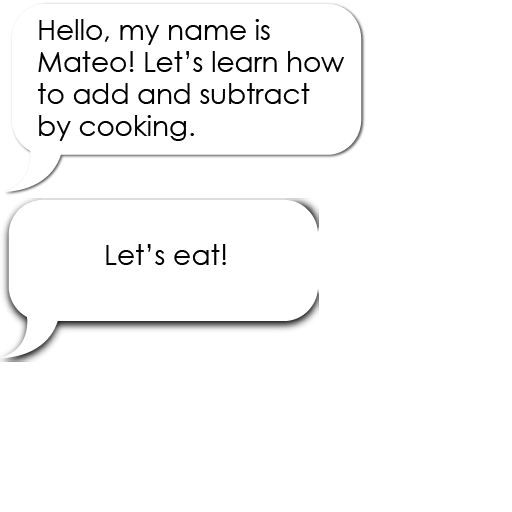 Hello, my name is
Mateo! Let’s learn how
to add and subtract
by cooking.
Let’s eat!